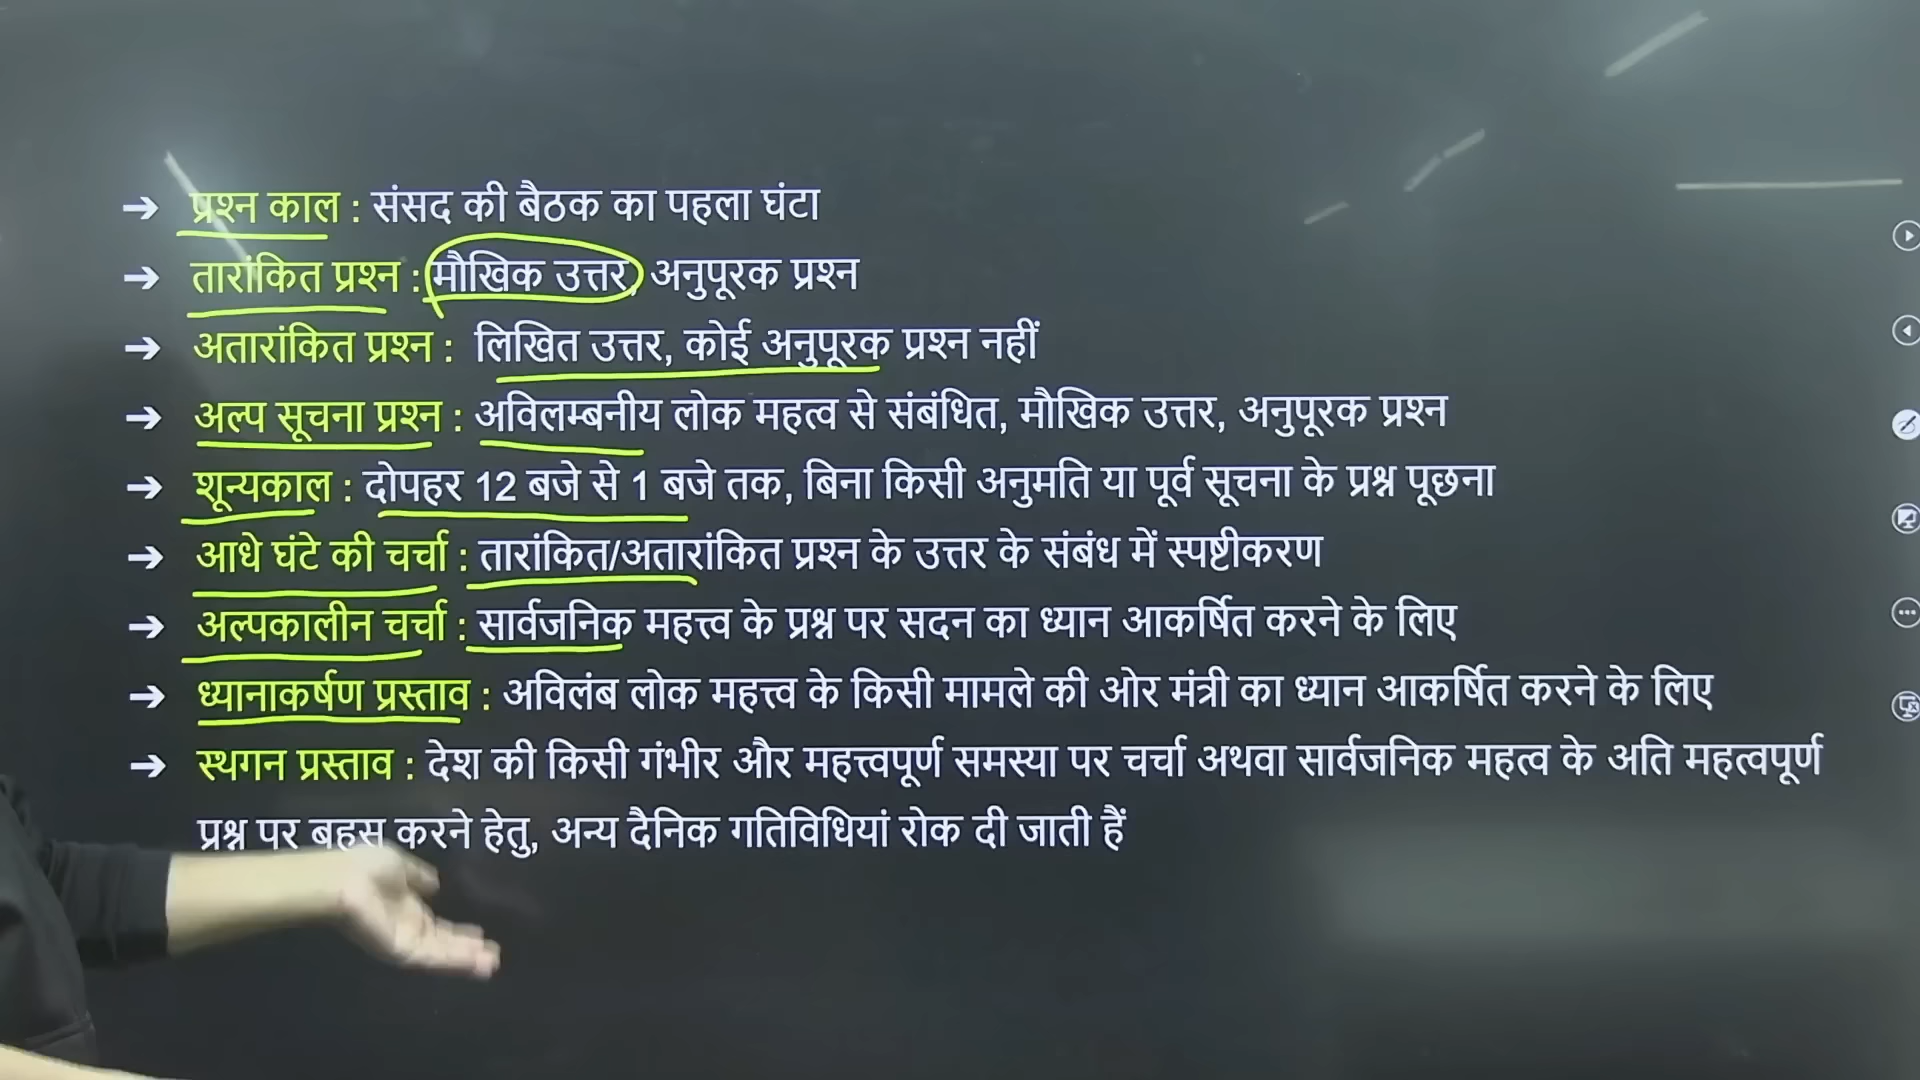 → प्रश्न काल : संसद की बैठक का पहला घंटा
→ तारांकित प्रश्न : मौखिक उत्तर, अनुपूरक प्रश्न
→ अतारांकित प्रश्न : लिखित उत्तर, कोई अनुपूरक प्रश्न नहीं
→ अल्प सूचना प्रश्न : अविलम्बनीय लोक महत्व से संबंधित, मौखिक उत्तर, अनुपूरक प्रश्न
→ शून्यकाल : दोपहर 12 बजे से 1 बजे तक, बिना किसी अनुमति या पूर्व सूचना के प्रश्न पूछना
→ आधे घंटे की चर्चा : तारांकित/अतारांकित प्रश्न के उत्तर के संबंध में स्पष्टीकरण
→ अल्पकालीन चर्चा : सार्वजनिक महत्त्व के प्रश्न पर सदन का ध्यान आकर्षित करने के लिए
→ ध्यानाकर्षण प्रस्ताव : अविलंब लोक महत्त्व के किसी मामले की ओर मंत्री का ध्यान आकर्षित करने के लिए
→ स्थगन प्रस्ताव : देश की किसी गंभीर और महत्त्वपूर्ण समस्या पर चर्चा अथवा सार्वजनिक महत्व के अति महत्वपूर्ण
प्रश्न पर बहस करने हेतु, अन्य दैनिक गतिविधियां रोक दी जाती हैं